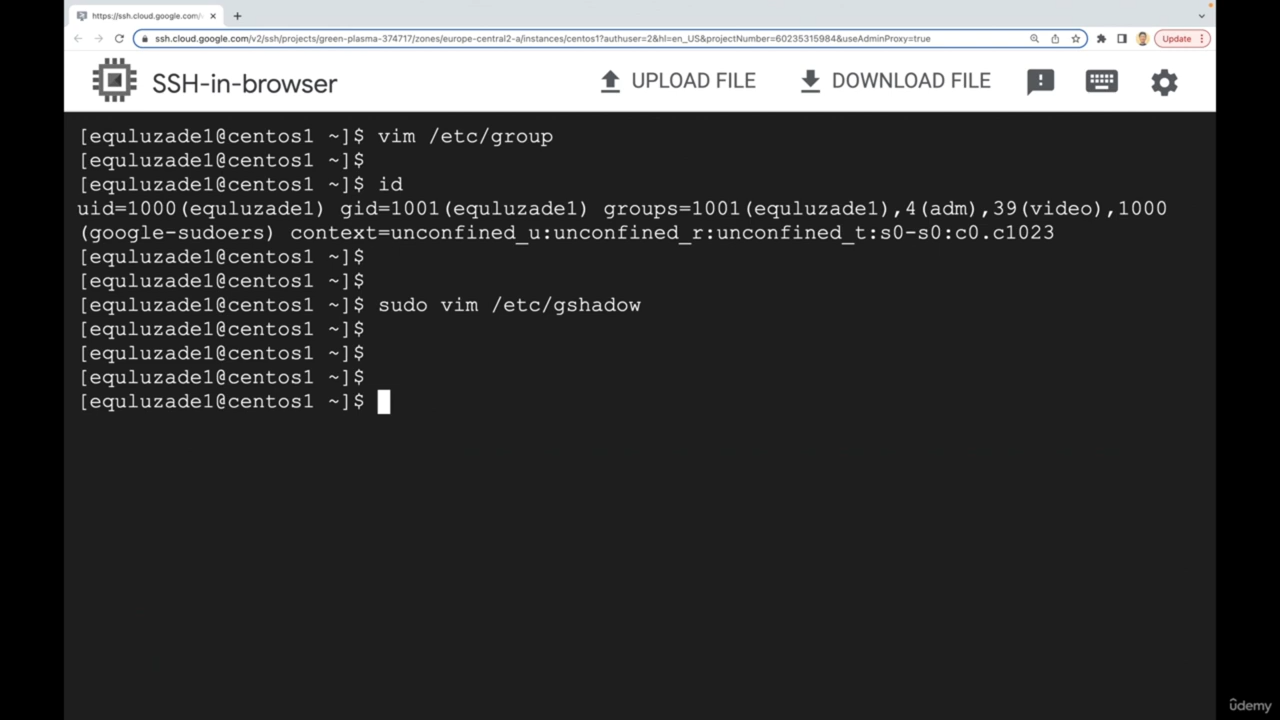 https://ssh.cloud.google.com/v
ssh.cloud.google.com/v2/ssh/projects/green-plasma-374717/zones/europe-central2-a/instances/centos1?authuser=2&hl=en_US&projectNumber=60235315984&useAdminProxy=true
Update
SSH-in-browser
UPLOAD FILE
DOWNLOAD FILE
[equluzade1@centos1 ~]$ vim /etc/group
[equluzade1@centos1 ~]$
[equluzade1@centos1 ~]$ id
uid=1000(equluzade1) gid=1001(equluzade1) groups=1001(equluzade1),4(adm),39(video),1000
(google-sudoers) context=unconfined_u:unconfined_r:unconfined_t:s0-s0:c0.c1023
[equluzade1@centos1 ~]$
[equluzade1@centos1 ~]$
[equluzade1@centos1 ~]$ sudo vim /etc/gshadow
[equluzade1@centos1 ~]$
[equluzade1@centos1 ~]$
[equluzade1@centos1 ~]$
[equluzade1@centos1 ~]$
ûdemy